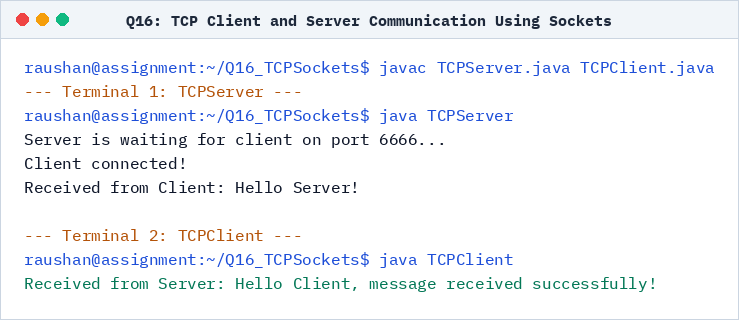 Q16: TCP Client and Server Communication Using Sockets
raushan@assignment:~/Q16_TCPSockets$ javac TCPServer.java TCPClient.java
--- Terminal 1: TCPServer ---
raushan@assignment:~/Q16_TCPSockets$ java TCPServer
Server is waiting for client on port 6666...
Client connected!
Received from Client: Hello Server!
--- Terminal 2: TCPClient ---
raushan@assignment:~/Q16_TCPSockets$ java TCPClient
Received from Server: Hello Client, message received successfully!